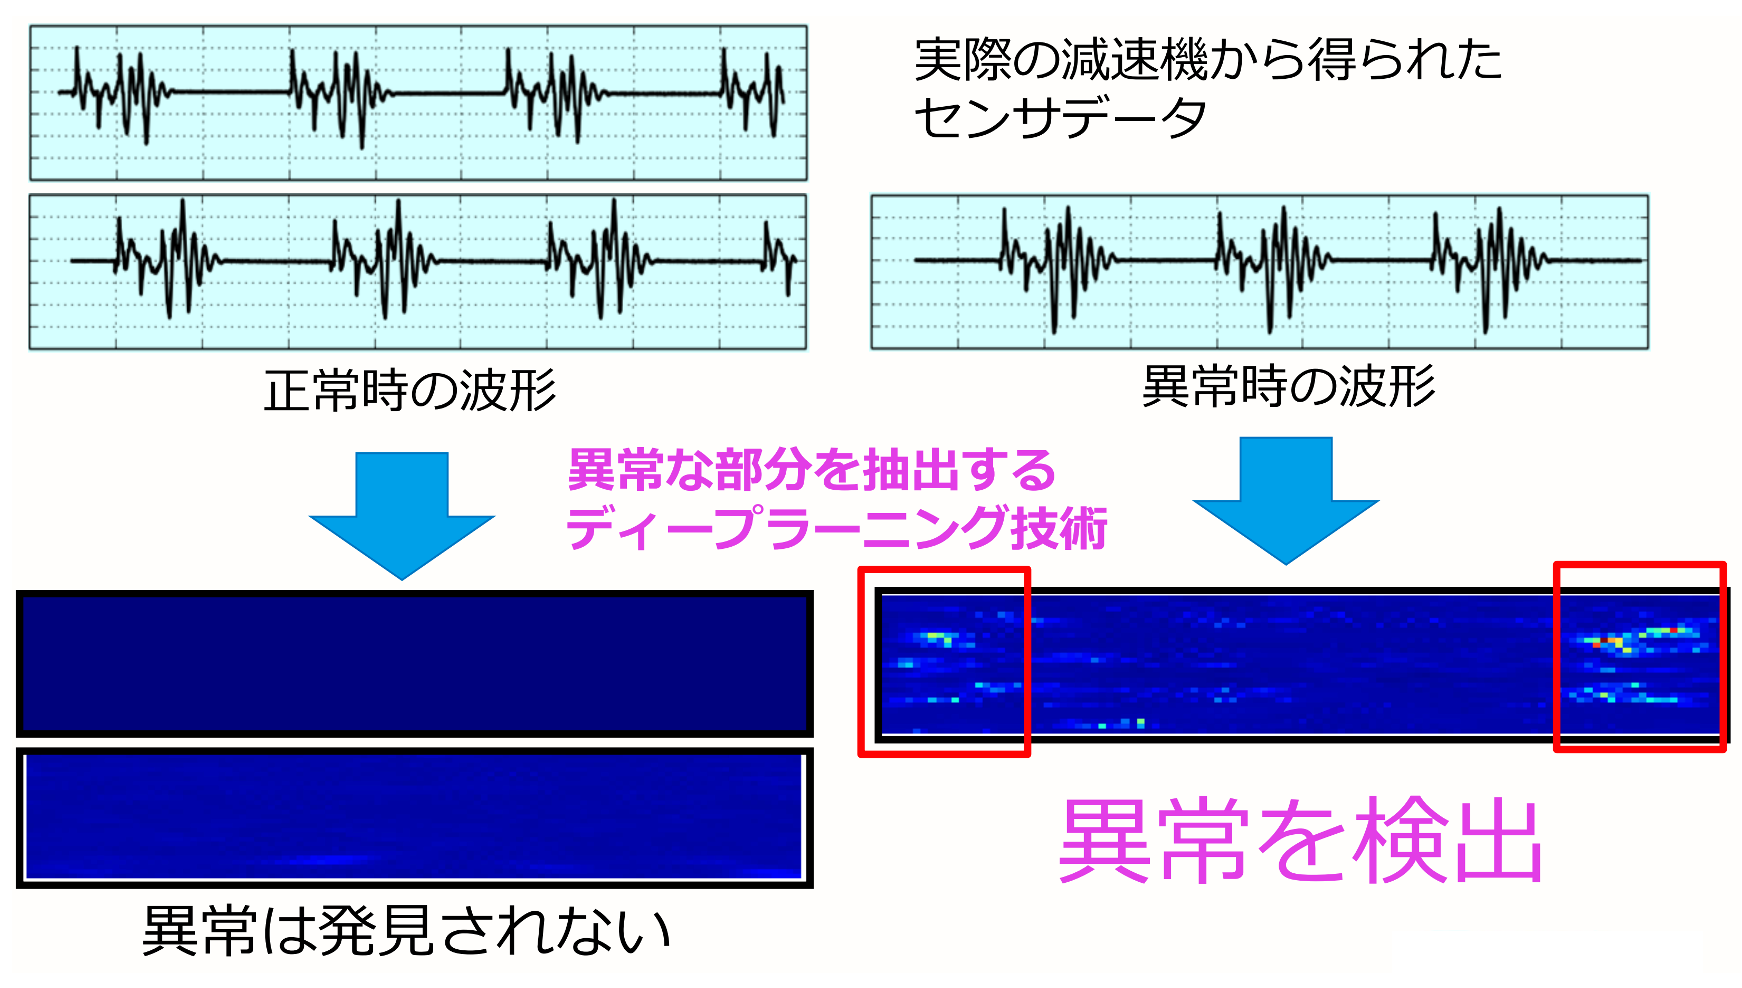 実際の減速機から得られた
センサデータ
正常時の波形
異常時の波形
異常な部分を抽出する
ディープラーニング技術
異常を検出
異常は発見されない